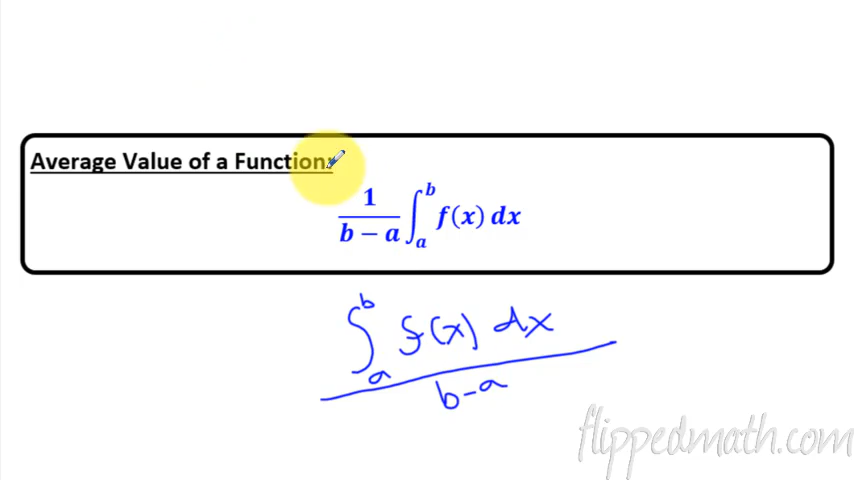 Average Value of a Function:
1/(b − a) ∫_a^b f(x) dx
∫_a^b f(x) dx
b-a
flippedmath.com